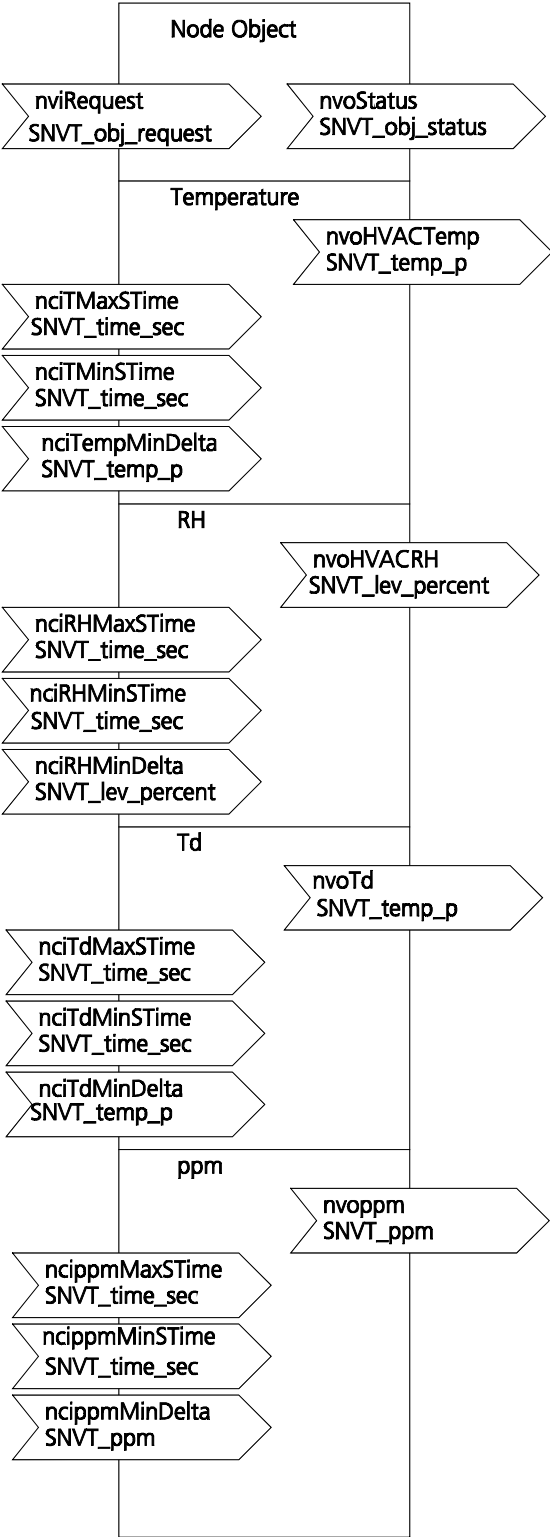 Node Object
nviRequest
SNVT_obj_request
nvoStatus
SNVT_obj_status
Temperature
nvoHVACTemp
SNVT_temp_p
nciTMaxSTime
SNVT_time_sec
nciTMinSTime
SNVT_time_sec
nciTempMinDelta
SNVT_temp_p
RH
nvoHVACRH
SNVT_lev_percent
nciRHMaxSTime
SNVT_time_sec
nciRHMinSTime
SNVT_time_sec
nciRHMinDelta
SNVT_lev_percent
Td
nvoTd
SNVT_temp_p
nciTdMaxSTime
SNVT_time_sec
nciTdMinSTime
SNVT_time_sec
nciTdMinDelta
SNVT_temp_p
ppm
nvoppm
SNVT_ppm
ncippmMaxSTime
SNVT_time_sec
ncippmMinSTime
SNVT_time_sec
ncippmMinDelta
SNVT_ppm